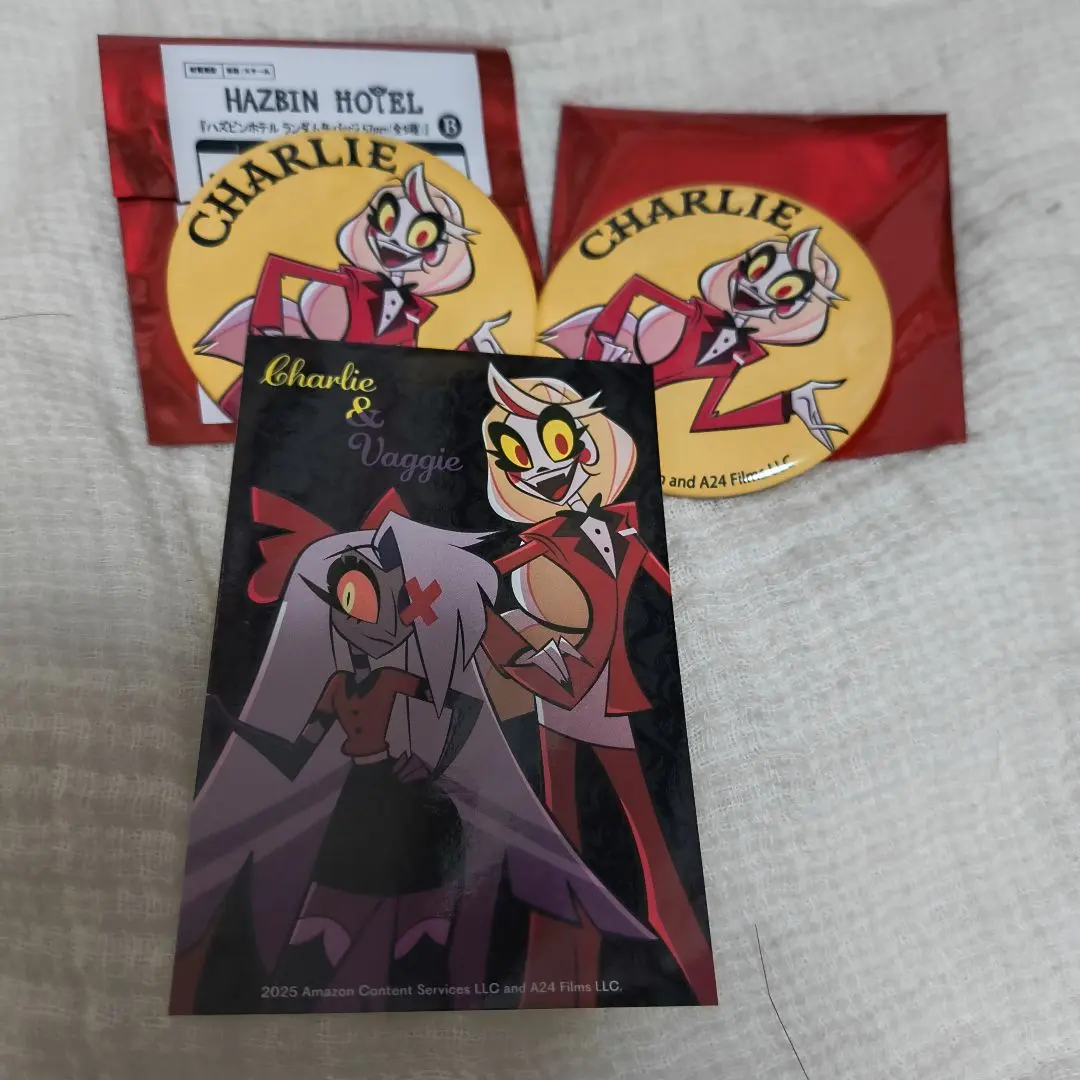 HAZBIN HOTEL
『ハズビンホテル ランダム缶バッジ57mm(全9種)』 B
CHARLIE
CHARLIE
and A24 Films LLC.
Charlie
&
Vaggie
2025 Amazon Content Services LLC and A24 Films LLC.